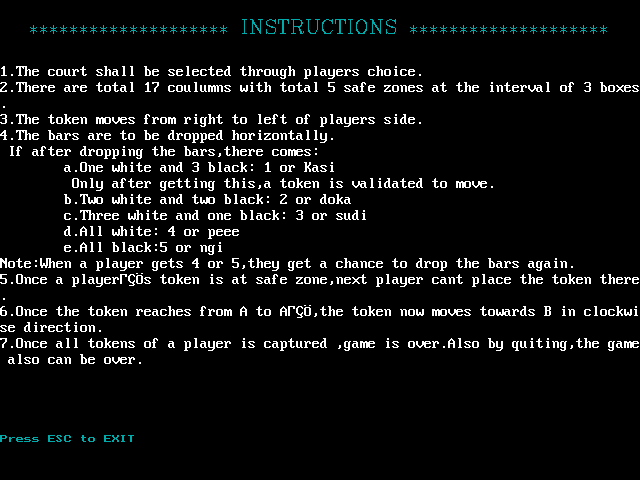 ******************** INSTRUCTIONS ********************
1.The court shall be selected through players choice.
2.There are total 17 coulumns with total 5 safe zones at the interval of 3 boxes
.
3.The token moves from right to left of players side.
4.The bars are to be dropped horizontally.
If after dropping the bars,there comes:
a.One white and 3 black: 1 or Kasi
Only after getting this,a token is validated to move.
b.Two white and two black: 2 or doka
c.Three white and one black: 3 or sudi
d.All white: 4 or peee
e.All black:5 or ngi
Note:When a player gets 4 or 5,they get a chance to drop the bars again.
5.Once a playerΓÇÖs token is at safe zone,next player cant place the token there
.
6.Once the token reaches from A to AΓÇÖ,the token now moves towards B in clockwi
se direction.
7.Once all tokens of a player is captured ,game is over.Also by quiting,the game
also can be over.
Press ESC to EXIT